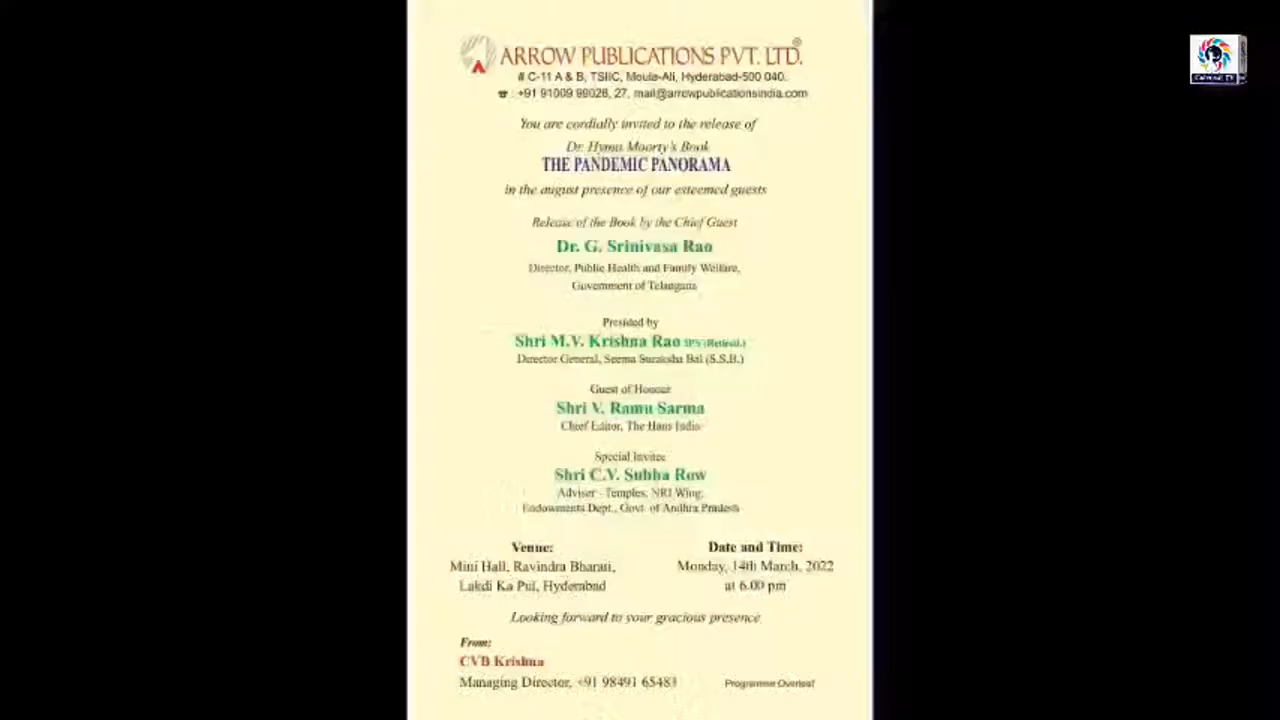 ARROW PUBLICATIONS PVT. LTD.®
# C-11 A & B, TSIIC, Moula-Ali, Hyderabad-500 040.
☎ : +91 91009 99026, 27, mail@arrowpublicationsindia.com
You are cordially invited to the release of
Dr. Hyma Moorty's Book
THE PANDEMIC PANORAMA
in the august presence of our esteemed guests
Release of the Book by the Chief Guest
Dr. G. Srinivasa Rao
Director, Public Health and Family Welfare,
Government of Telangana
Presided by
Shri M.V. Krishna Rao IPS (Retired.)
Director General, Seema Suraksha Bal (S.S.B.)
Guest of Honour
Shri V. Ramu Sarma
Chief Editor, The Hans India
Special Invitee
Shri C.V. Subba Row
Adviser - Temples, NRI Wing,
Endowments Dept., Govt. of Andhra Pradesh
Venue:
Mini Hall, Ravindra Bharati,
Lakdi Ka Pul, Hyderabad
Date and Time:
Monday, 14th March, 2022
at 6.00 pm
Looking forward to your gracious presence
From:
CVB Krishna
Managing Director, +91 98491 65483
Programme Overleaf